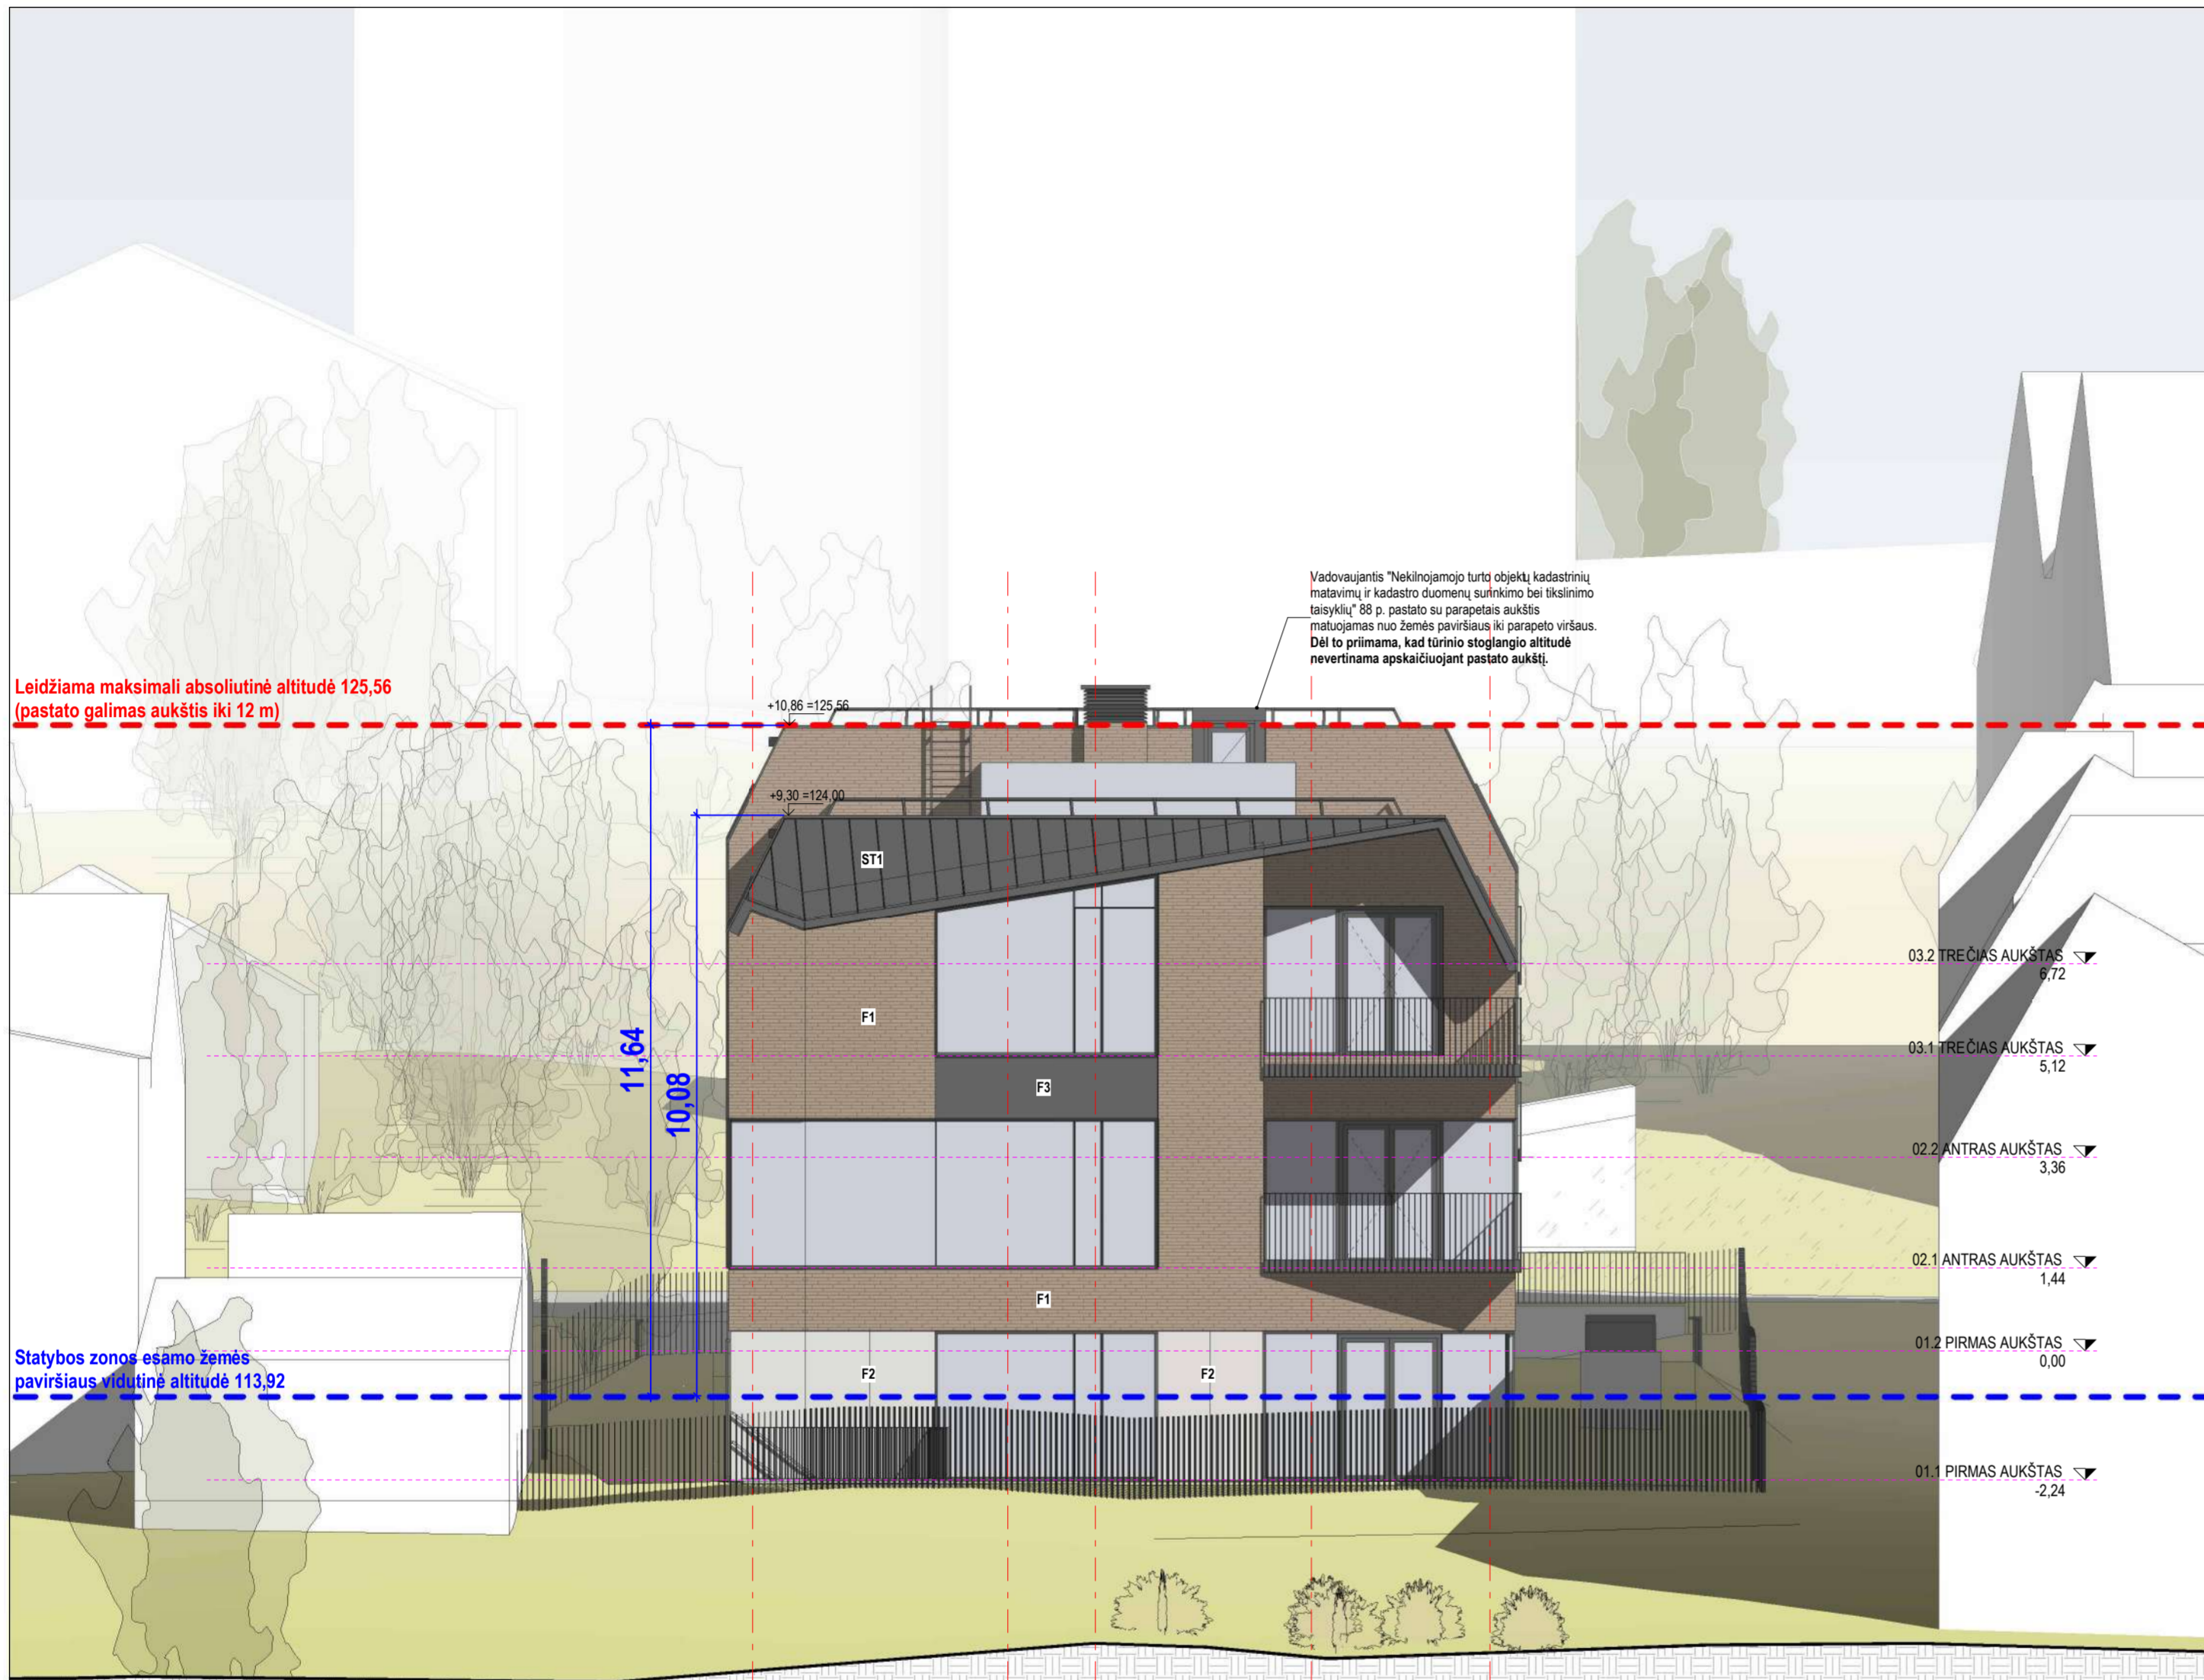 Vadovaujantis "Nekilnojamojo turto objektų kadastrinių
matavimų ir kadastro duomenų surinkimo bei tikslinimo
taisyklių" 88 p. pastato su parapetais aukštis
matuojamas nuo žemės paviršiaus iki parapeto viršaus.
Dėl to priimama, kad tūrinio stoglangio altitudė
nevertinama apskaičiuojant pastato aukštį.
Leidžiama maksimali absoliutinė altitudė 125,56
(pastato galimas aukštis iki 12 m)
+10,86 =125,56
+9,30 =124,00
ST1
03.2 TREČIAS AUKŠTAS
6,72
F1
11,64
03.1 TREČIAS AUKŠTAS
5,12
F3
10,08
02.2 ANTRAS AUKŠTAS
3,36
02.1 ANTRAS AUKŠTAS
1,44
F1
01.2 PIRMAS AUKŠTAS
0,00
Statybos zonos esamo žemės
paviršiaus vidutinė altitudė 113,92
F2
F2
01.1 PIRMAS AUKŠTAS
-2,24